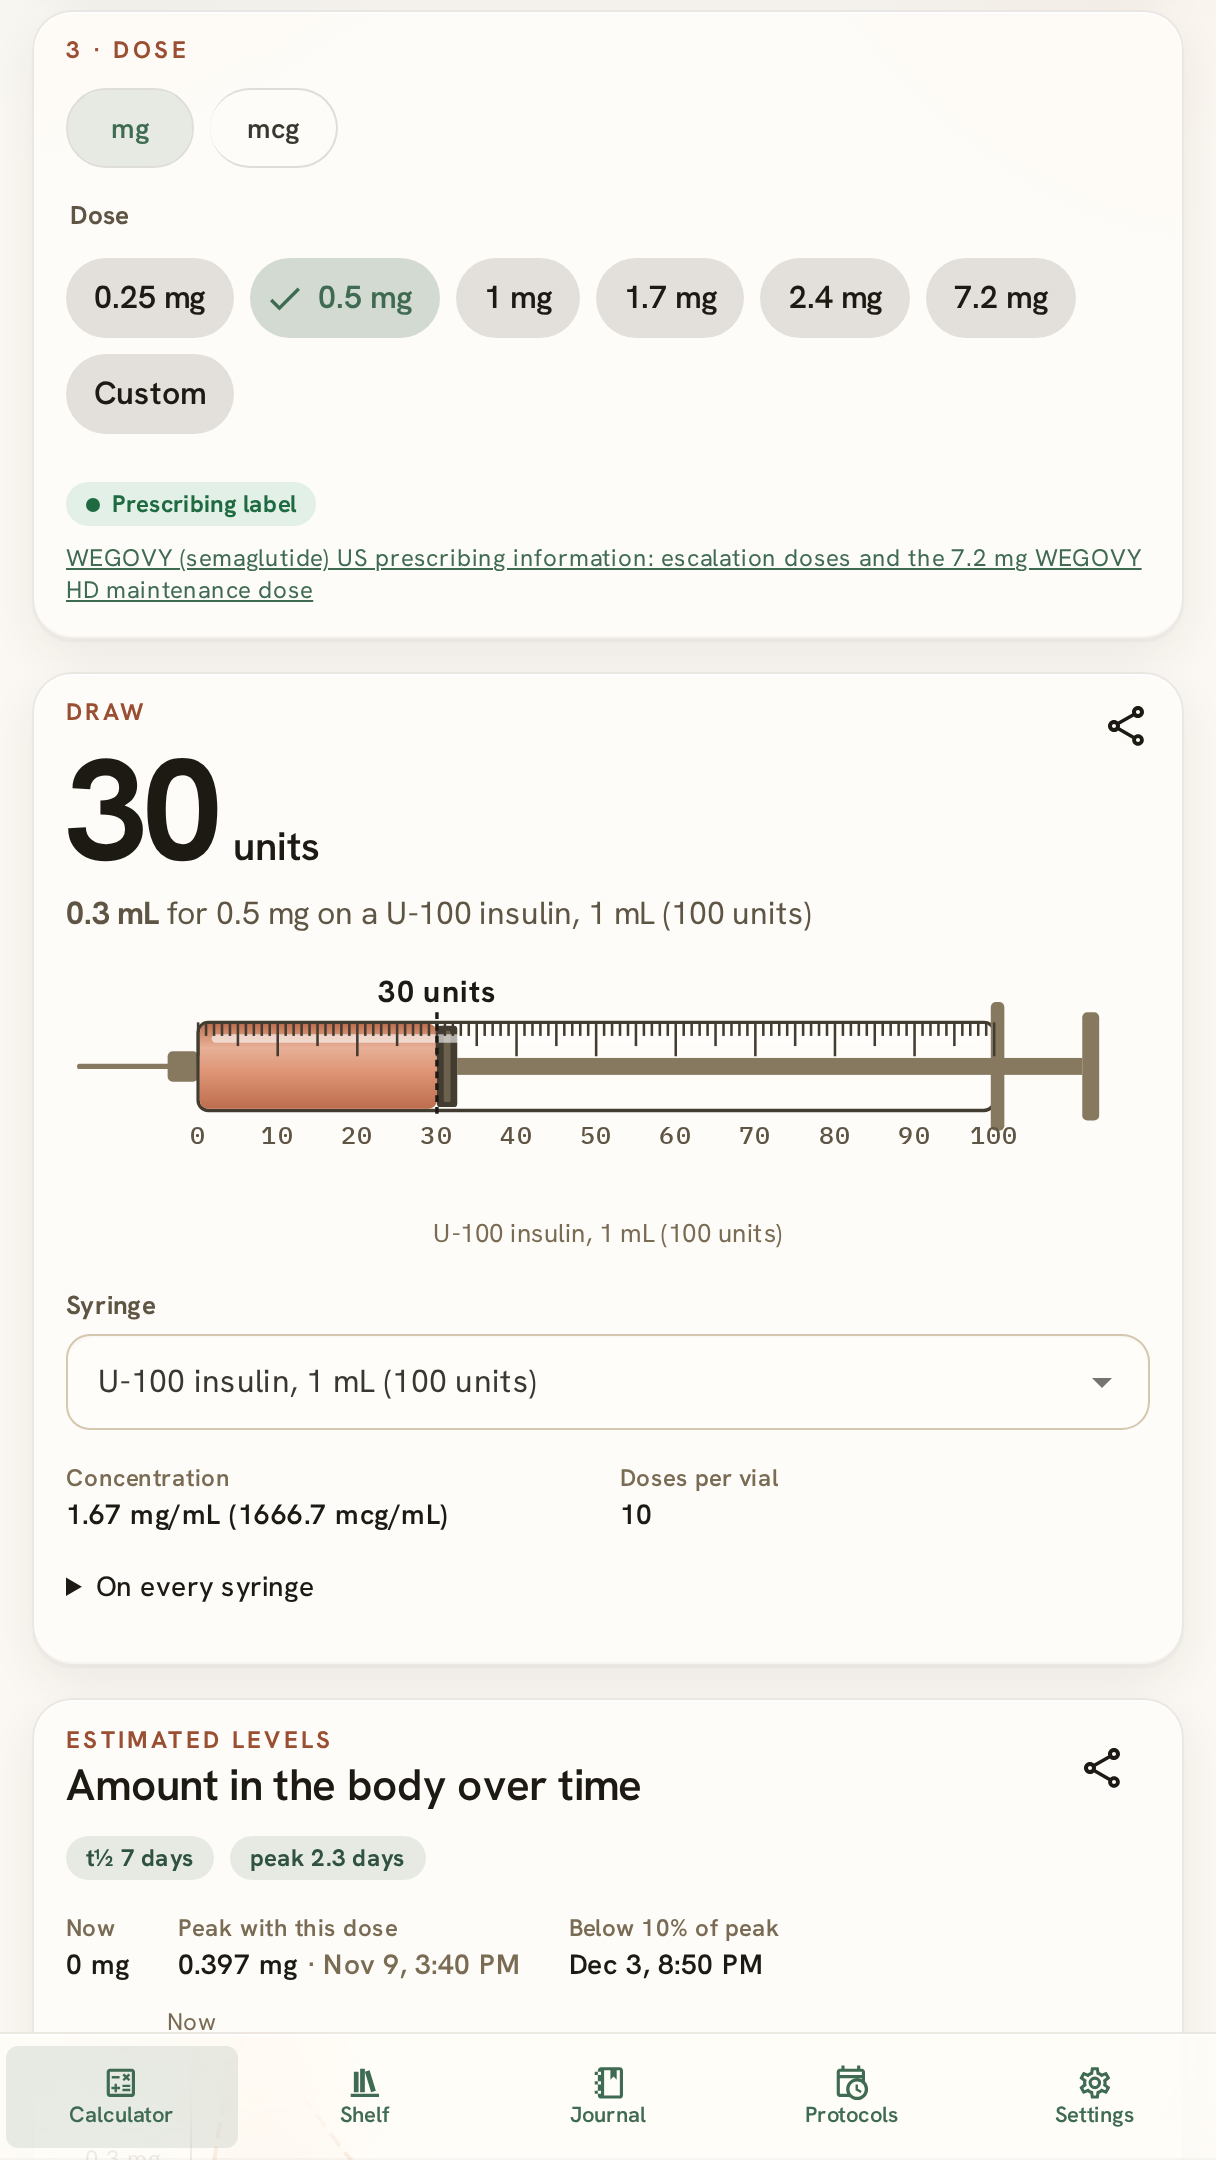 3 · DOSE
mg mcg
Dose
0.25 mg 0.5 mg 1 mg 1.7 mg 2.4 mg 7.2 mg
Custom
Prescribing label
WEGOVY (semaglutide) US prescribing information: escalation doses and the 7.2 mg WEGOVY
HD maintenance dose
DRAW
30 units
0.3 mL for 0.5 mg on a U-100 insulin, 1 mL (100 units)
30 units
0 10 20 30 40 50 60 70 80 90 100
U-100 insulin, 1 mL (100 units)
Syringe
U-100 insulin, 1 mL (100 units)
Concentration Doses per vial
1.67 mg/mL (1666.7 mcg/mL) 10
On every syringe
ESTIMATED LEVELS
Amount in the body over time
t½ 7 days peak 2.3 days
Now Peak with this dose Below 10% of peak
0 mg 0.397 mg · Nov 9, 3:40 PM Dec 3, 8:50 PM
Now
Calculator Shelf Journal Protocols Settings
0.3 mg